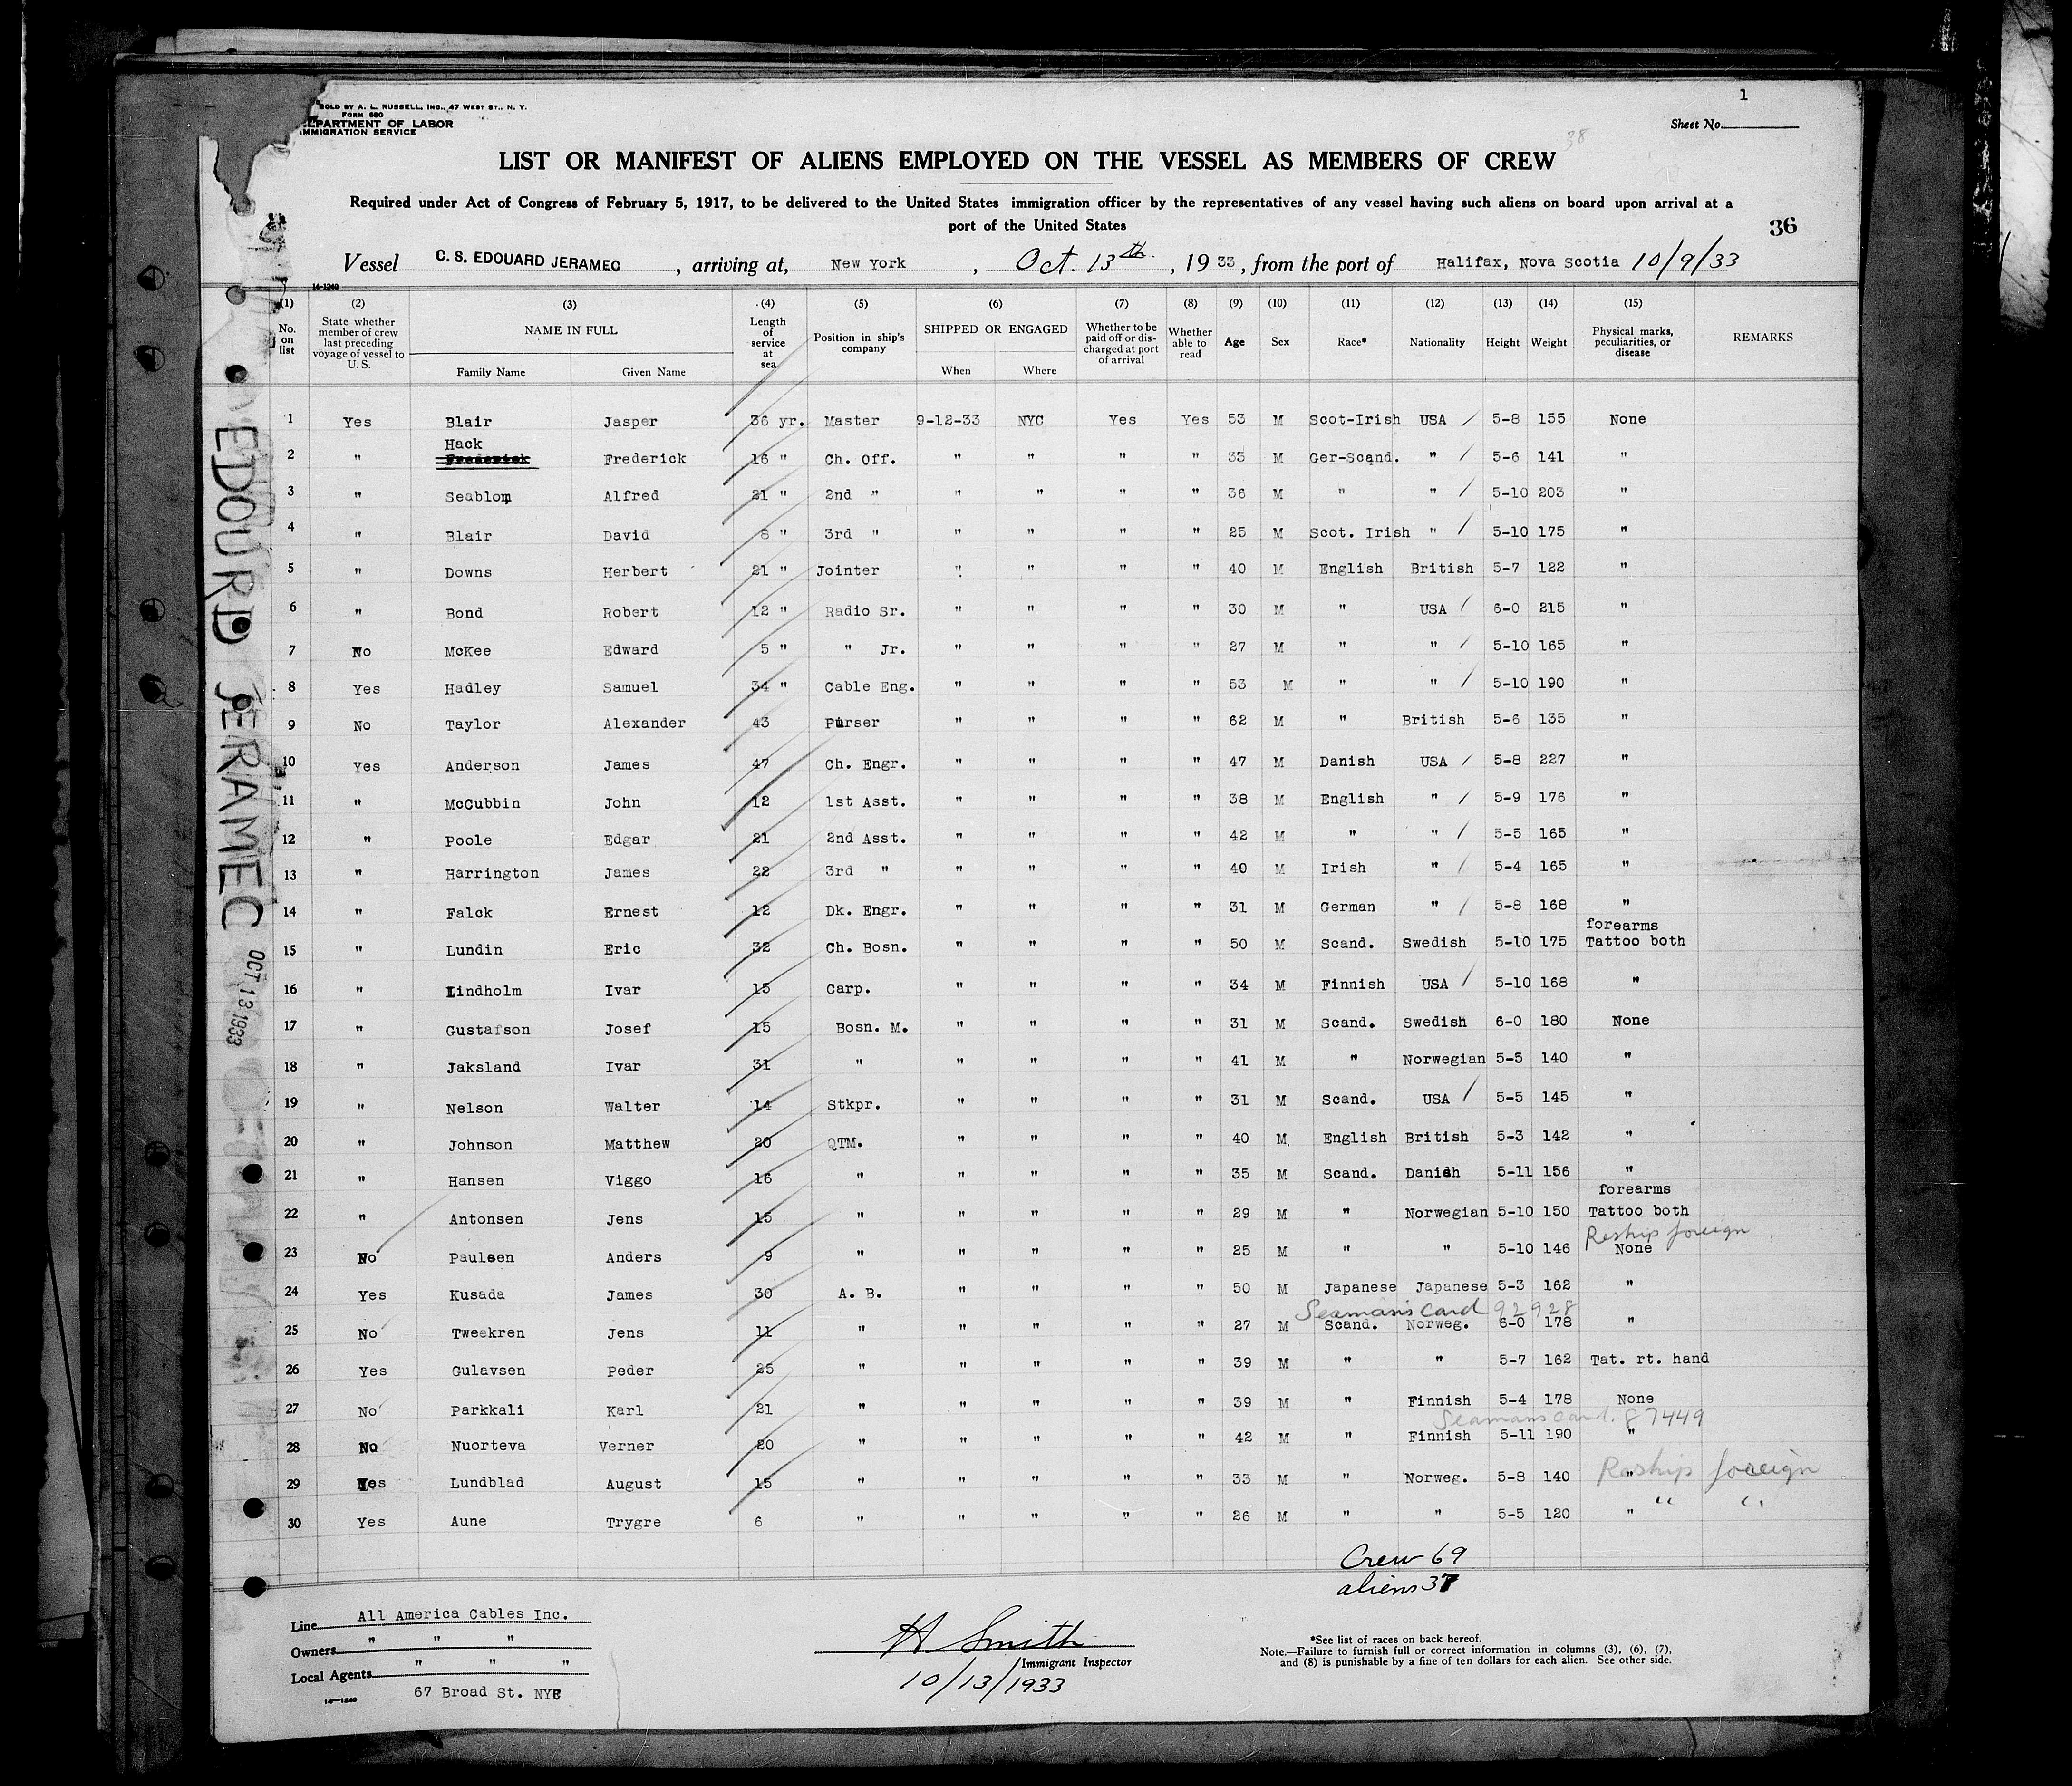 1
SOLD BY A. L. RUSSELL, INC., 47 WEST ST., N. Y.
FORM 680
DEPARTMENT OF LABOR
IMMIGRATION SERVICE
Sheet No.
38
LIST OR MANIFEST OF ALIENS EMPLOYED ON THE VESSEL AS MEMBERS OF CREW
Required under Act of Congress of February 5, 1917, to be delivered to the United States immigration officer by the representatives of any vessel having such aliens on board upon arrival at a
port of the United States
36
Vessel C. S. EDOUARD JERAMEC, arriving at, New York, Oct. 13th, 1933, from the port of Halifax, Nova Scotia 10/9/33
14-1240
(1) (2) (3) (4) (5) (6) (7) (8) (9) (10) (11) (12) (13) (14) (15)
No. on list State whether member of crew last preceding voyage of vessel to U.S. NAME IN FULL Family Name Given Name Length of service at sea Position in ship's company SHIPPED OR ENGAGED When Where Whether to be paid off or discharged at port of arrival Whether able to read Age Sex Race* Nationality Height Weight Physical marks, peculiarities, or disease REMARKS
1 Yes Blair Jasper 36 yr. Master 9-12-33 NYC Yes Yes 53 M Scot-Irish USA / 5-8 155 None
Hack
2 " Frederick Frederick 16 " Ch. Off. " " " " 35 M Ger-Scand. " / 5-6 141 "
3 " Seablom Alfred 21 " 2nd " " " " " 36 M " " / 5-10 203 "
4 " Blair David 8 " 3rd " " " " " 25 M Scot. Irish " / 5-10 175 "
5 " Downs Herbert 21 " Jointer " " " " 40 M English British 5-7 122 "
6 " Bond Robert 12 " Radio Sr. " " " " 30 M " USA / 6-0 215 "
7 No McKee Edward 5 " " Jr. " " " " 27 M " " / 5-10 165 "
8 Yes Hadley Samuel 34 " Cable Eng. " " " " 53 M " " / 5-10 190 "
9 No Taylor Alexander 43 Purser " " " " 62 M " British 5-6 135 "
10 Yes Anderson James 47 Ch. Engr. " " " " 47 M Danish USA / 5-8 227 "
11 " McCubbin John 12 1st Asst. " " " " 38 M English " / 5-9 176 "
12 " Poole Edgar 21 2nd Asst. " " " " 42 M " " / 5-5 165 "
13 " Harrington James 22 3rd " " " " " 40 M Irish " / 5-4 165 "
14 " Falck Ernest 12 Dk. Engr. " " " " 31 M German " / 5-8 168 "
forearms
15 " Lundin Eric 32 Ch. Bosn. " " " " 50 M Scand. Swedish 5-10 175 Tattoo both
16 " Lindholm Ivar 15 Carp. " " " " 34 M Finnish USA / 5-10 168 "
17 " Gustafson Josef 15 Bosn. M. " " " " 31 M Scand. Swedish 6-0 180 None
18 " Jaksland Ivar 31 " " " " " 41 M " Norwegian 5-5 140 "
19 " Nelson Walter 14 Stkpr. " " " " 31 M Scand. USA / 5-5 145 "
20 " Johnson Matthew 20 QTM. " " " " 40 M English British 5-3 142 "
21 " Hansen Viggo 16 " " " " " 35 M Scand. Danish 5-11 156 "
forearms
22 " Antonsen Jens 15 " " " " " 29 M " Norwegian 5-10 150 Tattoo both
Reship foreign
23 No Paulsen Anders 9 " " " " " 25 M " " 5-10 146 None
24 Yes Kusada James 30 A. B. " " " " 50 M Japanese Japanese 5-3 162 "
Seaman's Card 92928
25 No Tweekren Jens 11 " " " " " 27 M Scand. Norweg. 6-0 178 "
26 Yes Gulavsen Peder 25 " " " " " 39 M " " 5-7 162 Tat. rt. hand
27 No Parkkali Karl 21 " " " " " 39 M " Finnish 5-4 178 None
Seamans Card. 87449
28 No Nuorteva Verner 20 " " " " " 42 M " Finnish 5-11 190 "
29 Yes Lundblad August 15 " " " " " 33 M " Norweg. 5-8 140 " Reship foreign
30 Yes Aune Trygre 6 " " " " " 26 M " " 5-5 120 " " "
Crew 69
aliens 37
Line All America Cables Inc.
Owners " " "
Local Agents " " "
14-1240 67 Broad St. NYC
H Smith
Immigrant Inspector
10/13/1933
*See list of races on back hereof.
Note.—Failure to furnish full or correct information in columns (3), (6), (7),
and (8) is punishable by a fine of ten dollars for each alien. See other side.
EDOURD JERAMEC OCT 13 1933